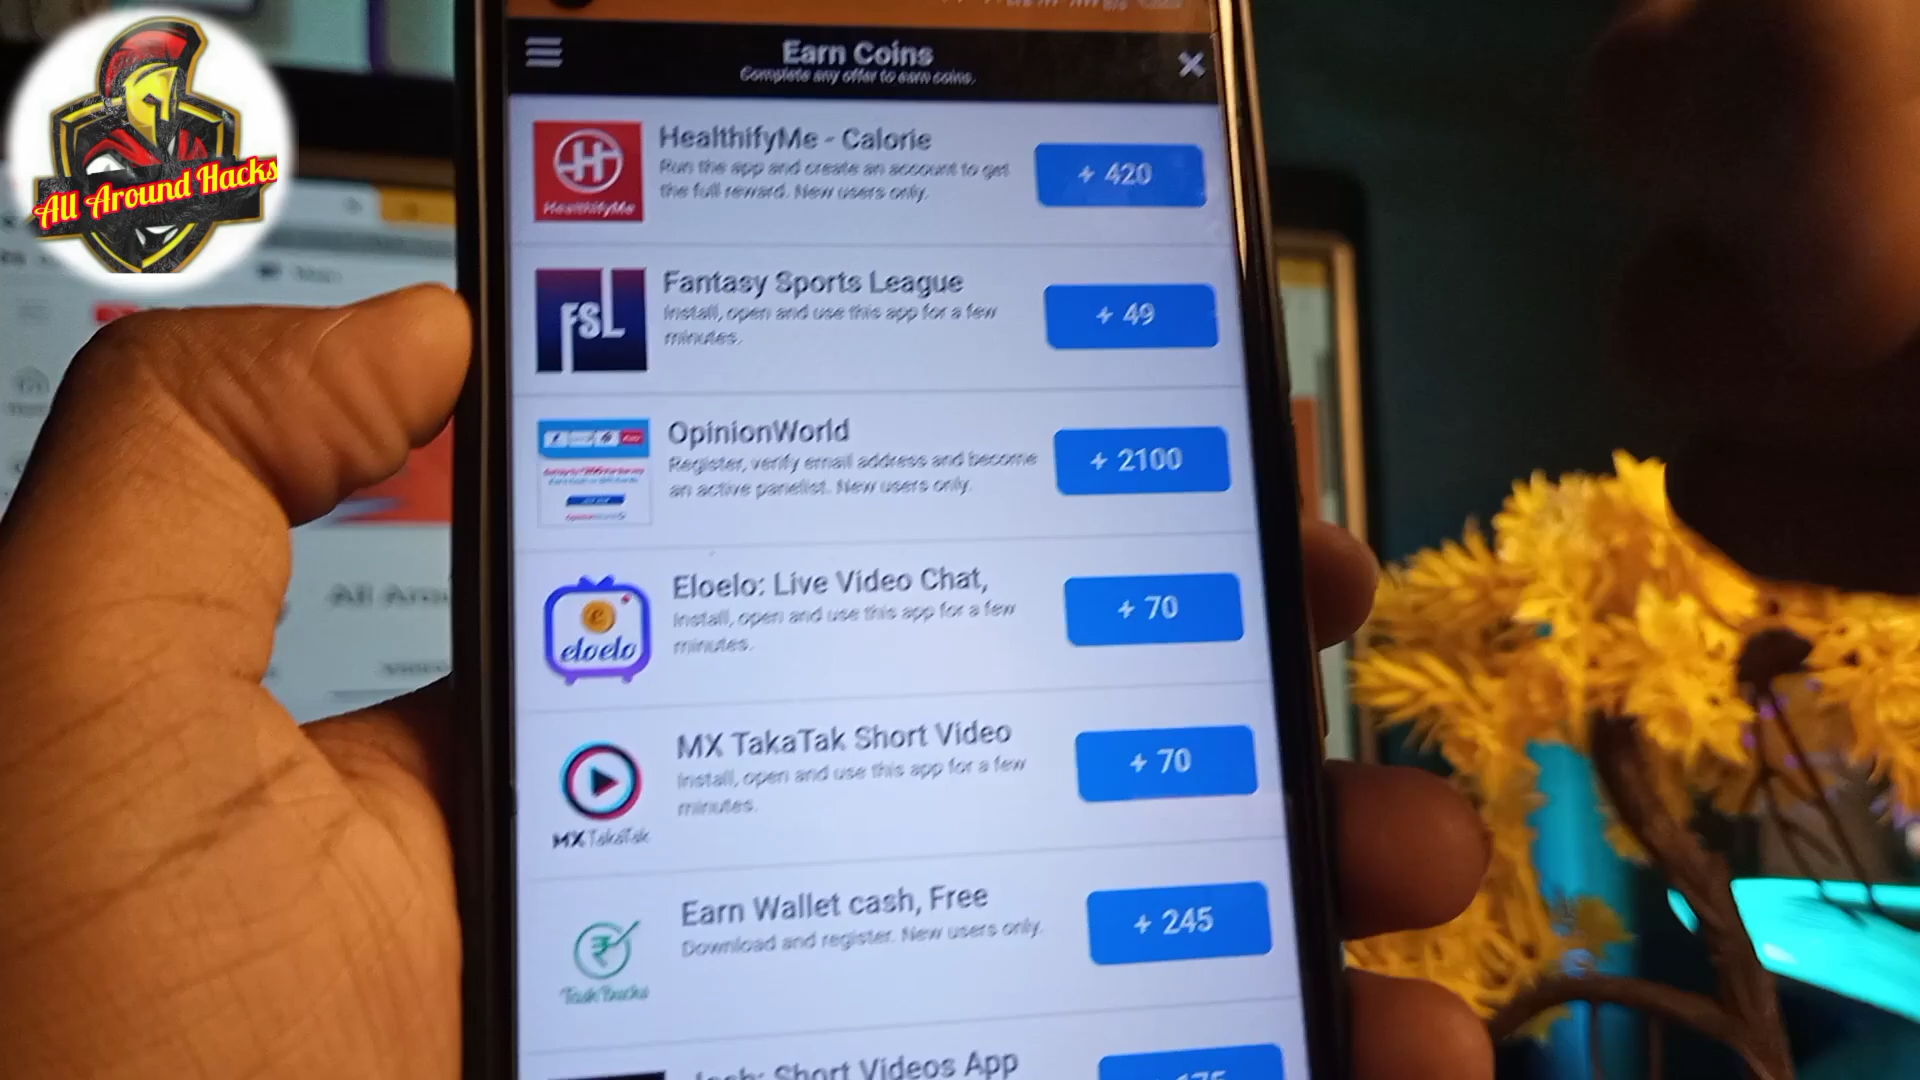 All Around Hacks
Earn Coins
Complete any offer to earn coins.
HealthifyMe - Calorie
Run the app and create an account to get
the full reward. New users only.
+ 420
HealthifyMe
Fantasy Sports League
Install, open and use this app for a few
minutes.
+ 49
FSL
OpinionWorld
Register, verify email address and become
an active panelist. New users only.
+ 2100
Eloelo: Live Video Chat,
Install, open and use this app for a few
minutes.
+ 70
eloelo
MX TakaTak Short Video
Install, open and use this app for a few
minutes.
+ 70
MX TakaTak
Earn Wallet cash, Free
Download and register. New users only.
+ 245
TaskBucks
Short Videos App
All Arou